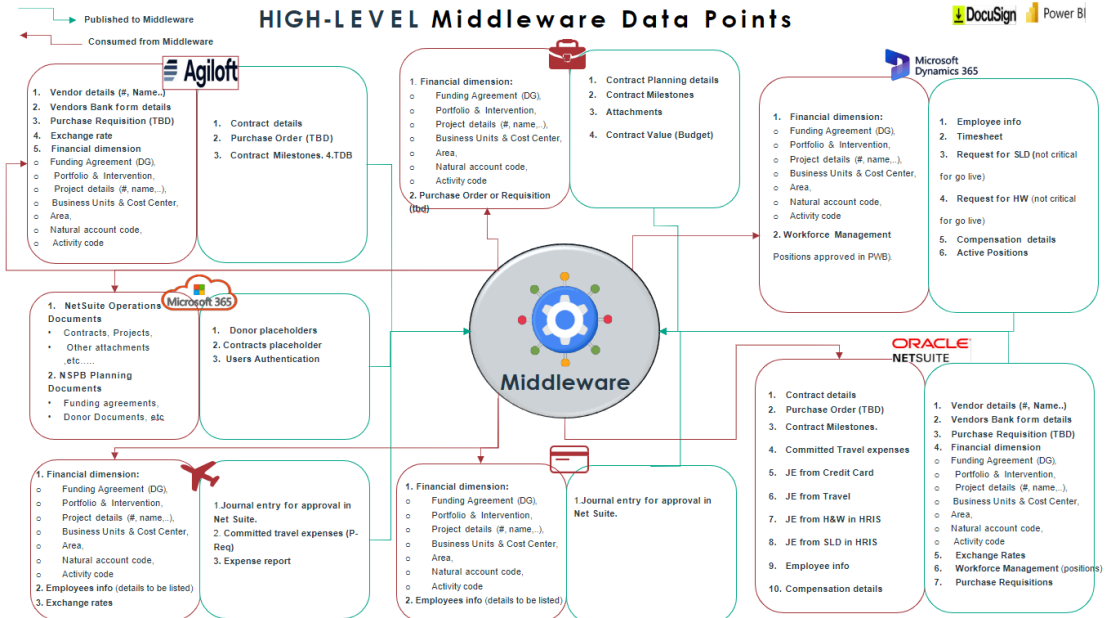 Published to Middleware
Consumed from Middleware
HIGH-LEVEL Middleware Data Points
DocuSign
Power BI
Agiloft
1. Vendor details (#, Name..)
2. Vendors Bank form details
3. Purchase Requisition (TBD)
4. Exchange rate
5. Financial dimension
o Funding Agreement (DG),
o Portfolio & Intervention,
o Project details (#, name,..),
o Business Units & Cost Center,
o Area,
o Natural account code,
o Activity code
1. Contract details
2. Purchase Order (TBD)
3. Contract Milestones. 4.TDB
1. Financial dimension:
o Funding Agreement (DG),
o Portfolio & Intervention,
o Project details (#, name,..),
o Business Units & Cost Center,
o Area,
o Natural account code,
o Activity code
2. Purchase Order or Requisition
(tbd)
1. Contract Planning details
2. Contract Milestones
3. Attachments
4. Contract Value (Budget)
Microsoft
Dynamics 365
1. Financial dimension:
o Funding Agreement (DG),
o Portfolio & Intervention,
o Project details (#, name,..),
o Business Units & Cost Center,
o Area,
o Natural account code,
o Activity code
2. Workforce Management
Positions approved in PWB).
1. Employee info
2. Timesheet
3. Request for SLD (not critical
for go live)
4. Request for HW (not critical
for go live)
5. Compensation details
6. Active Positions
Microsoft 365
1. NetSuite Operations
Documents
• Contracts, Projects,
• Other attachments
,etc.....
2. NSPB Planning
Documents
• Funding agreements,
• Donor Documents, etc
1. Donor placeholders
2. Contracts placeholder
3. Users Authentication
Middleware
ORACLE
NETSUITE
1. Contract details
2. Purchase Order (TBD)
3. Contract Milestones.
4. Committed Travel expenses
5. JE from Credit Card
6. JE from Travel
7. JE from H&W in HRIS
8. JE from SLD in HRIS
9. Employee info
10. Compensation details
1. Vendor details (#, Name..)
2. Vendors Bank form details
3. Purchase Requisition (TBD)
4. Financial dimension
o Funding Agreement (DG),
o Portfolio & Intervention,
o Project details (#, name,..),
o Business Units & Cost Center,
o Area,
o Natural account code,
o Activity code
5. Exchange Rates
6. Workforce Management (positions)
7. Purchase Requisitions
1. Financial dimension:
o Funding Agreement (DG),
o Portfolio & Intervention,
o Project details (#, name,..),
o Business Units & Cost Center,
o Area,
o Natural account code,
o Activity code
2. Employees info (details to be listed)
3. Exchange rates
1.Journal entry for approval in
Net Suite.
2. Committed travel expenses (P-
Req)
3. Expense report
1. Financial dimension:
o Funding Agreement (DG),
o Portfolio & Intervention,
o Project details (#, name,..),
o Business Units & Cost Center,
o Area,
o Natural account code,
o Activity code
2. Employees info (details to be listed)
1.Journal entry for approval in
Net Suite.